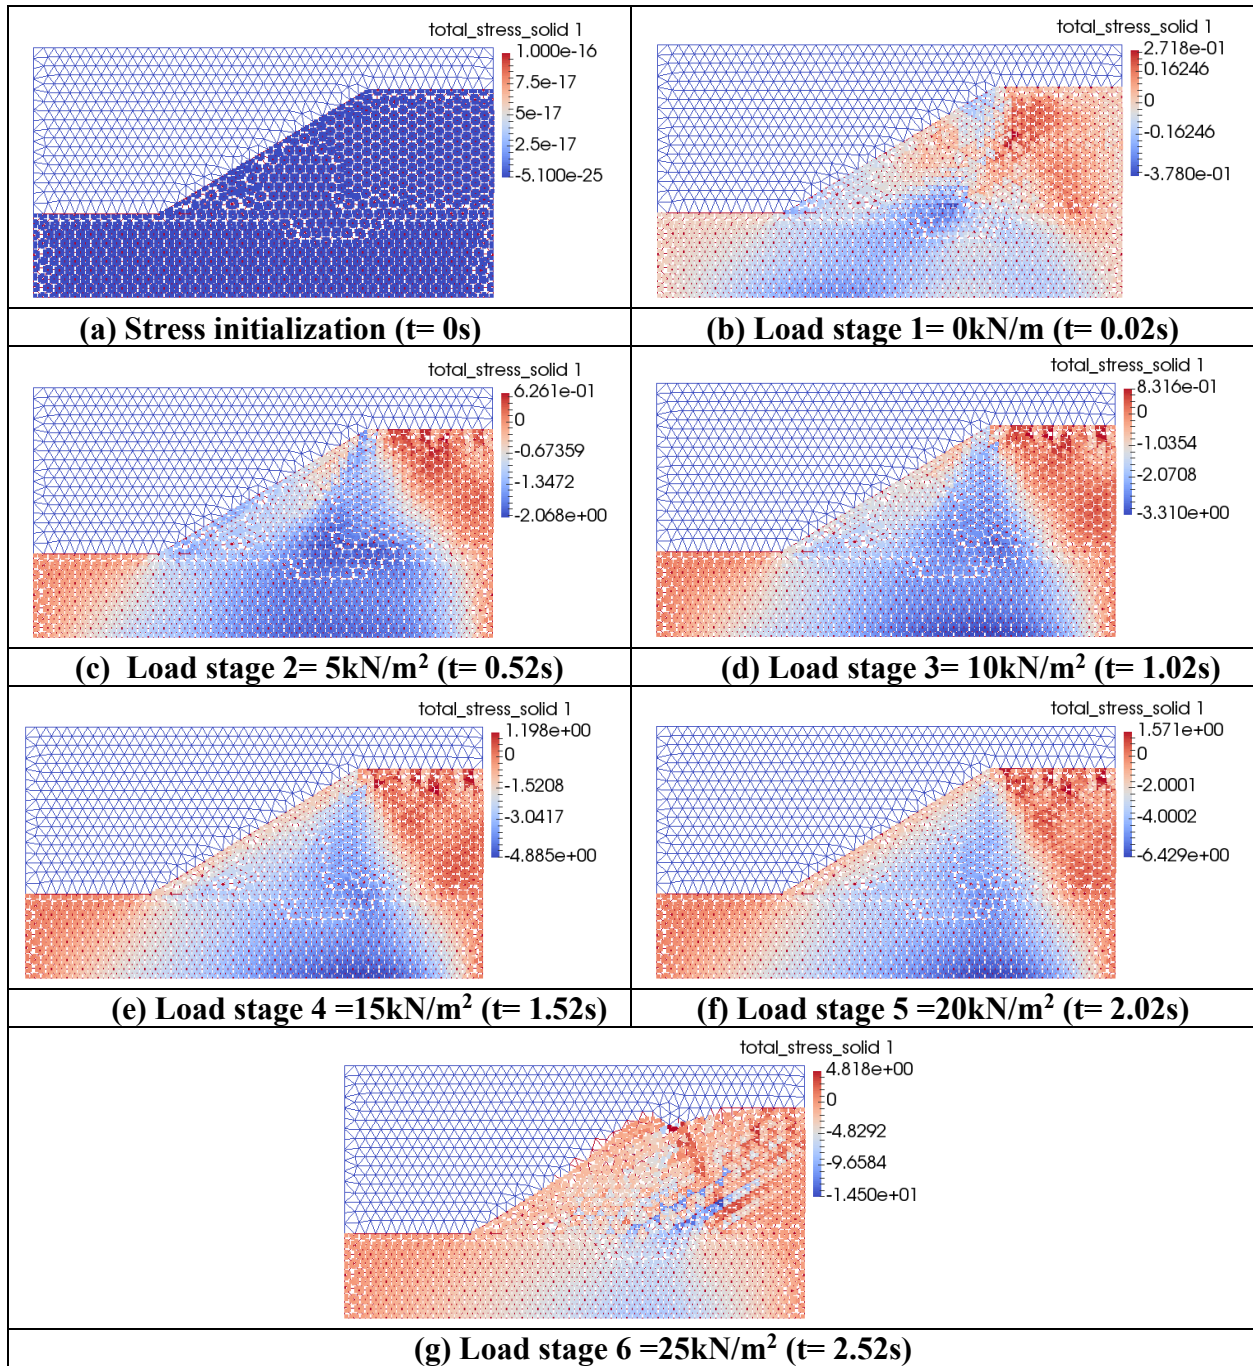 total_stress_solid 1
1.000e-16
7.5e-17
5e-17
2.5e-17
-5.100e-25
(a) Stress initialization (t= 0s)
total_stress_solid 1
2.718e-01
0.16246
0
-0.16246
-3.780e-01
(b) Load stage 1= 0kN/m (t= 0.02s)
total_stress_solid 1
6.261e-01
0
-0.67359
-1.3472
-2.068e+00
(c) Load stage 2= 5kN/m² (t= 0.52s)
total_stress_solid 1
8.316e-01
0
-1.0354
-2.0708
-3.310e+00
(d) Load stage 3= 10kN/m² (t= 1.02s)
total_stress_solid 1
1.198e+00
0
-1.5208
-3.0417
-4.885e+00
(e) Load stage 4 =15kN/m² (t= 1.52s)
total_stress_solid 1
1.571e+00
0
-2.0001
-4.0002
-6.429e+00
(f) Load stage 5 =20kN/m² (t= 2.02s)
total_stress_solid 1
4.818e+00
0
-4.8292
-9.6584
-1.450e+01
(g) Load stage 6 =25kN/m² (t= 2.52s)